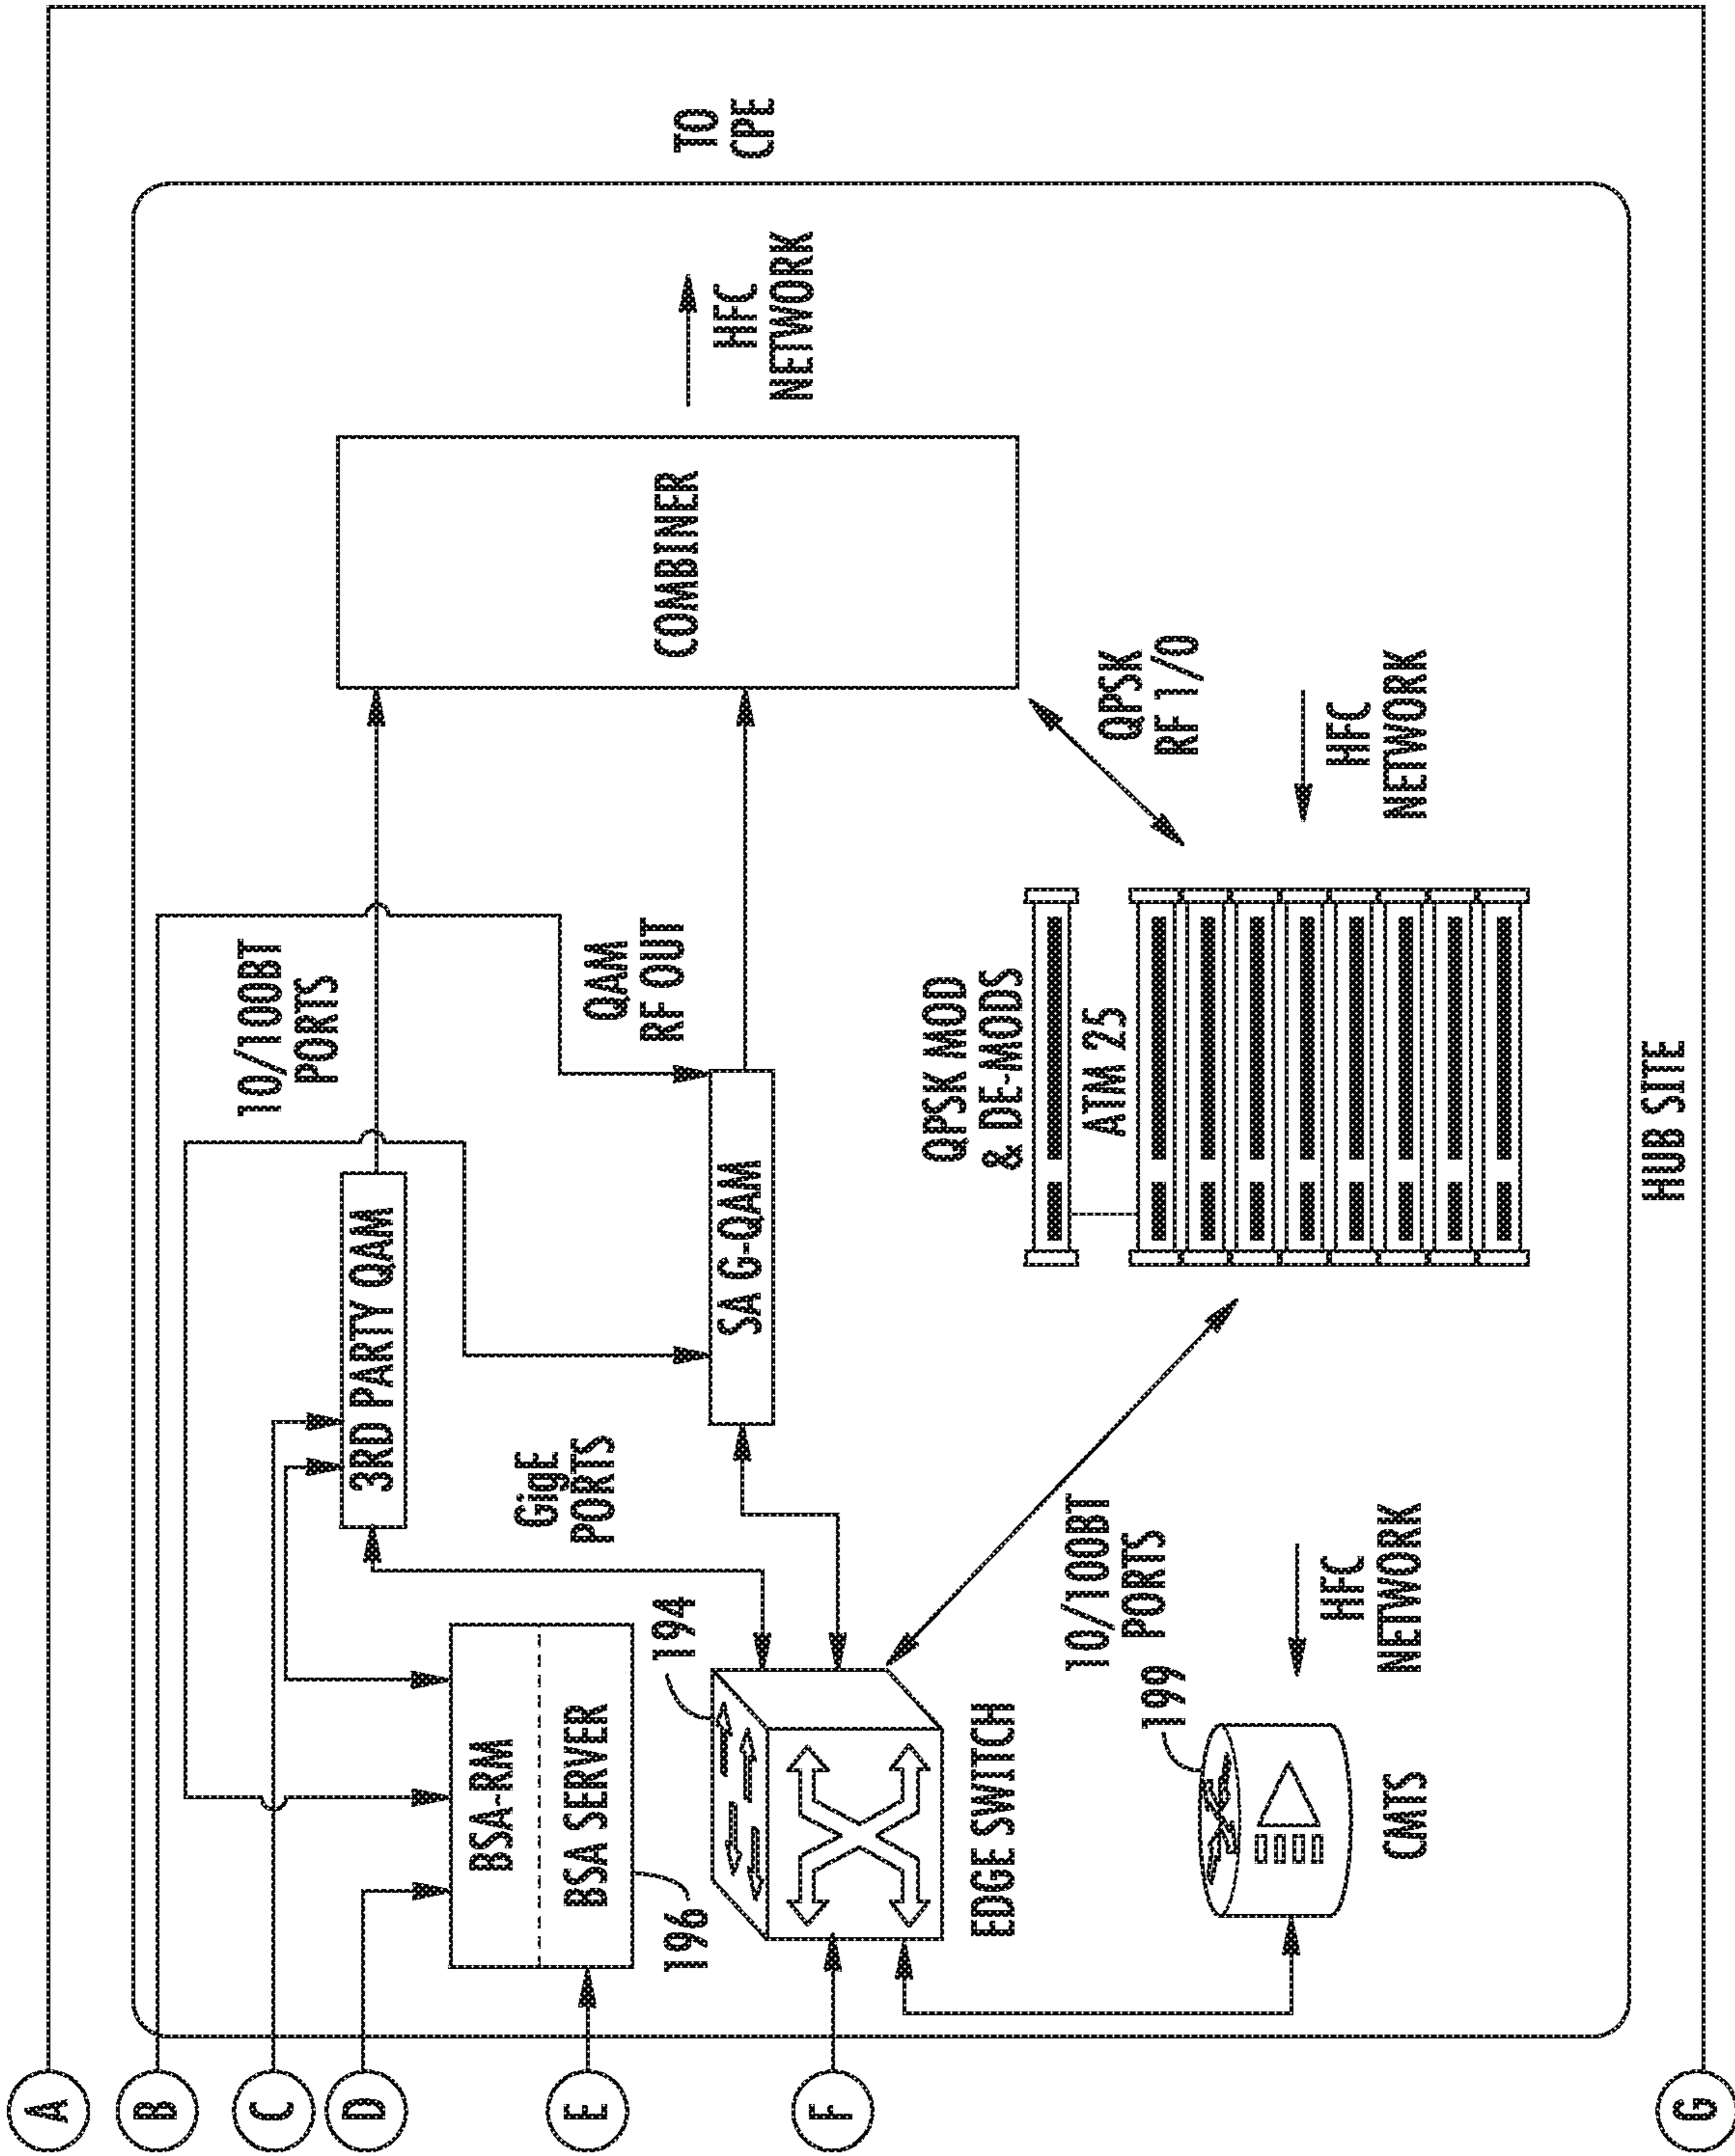 A
B
C
D
E
F
G
10/100BT
PORTS
3RD PARTY QAM
BSA-RM
BSA SERVER
196
194
GigE
PORTS
QAM
RF OUT
SA G-QAM
COMBINER
HFC
NETWORK
TO
CPE
EDGE SWITCH
QPSK MOD
& DE-MODS
ATM 25
QPSK
RF 1/0
HFC
NETWORK
10/100BT
PORTS
199
HFC
NETWORK
CMTS
HUB SITE